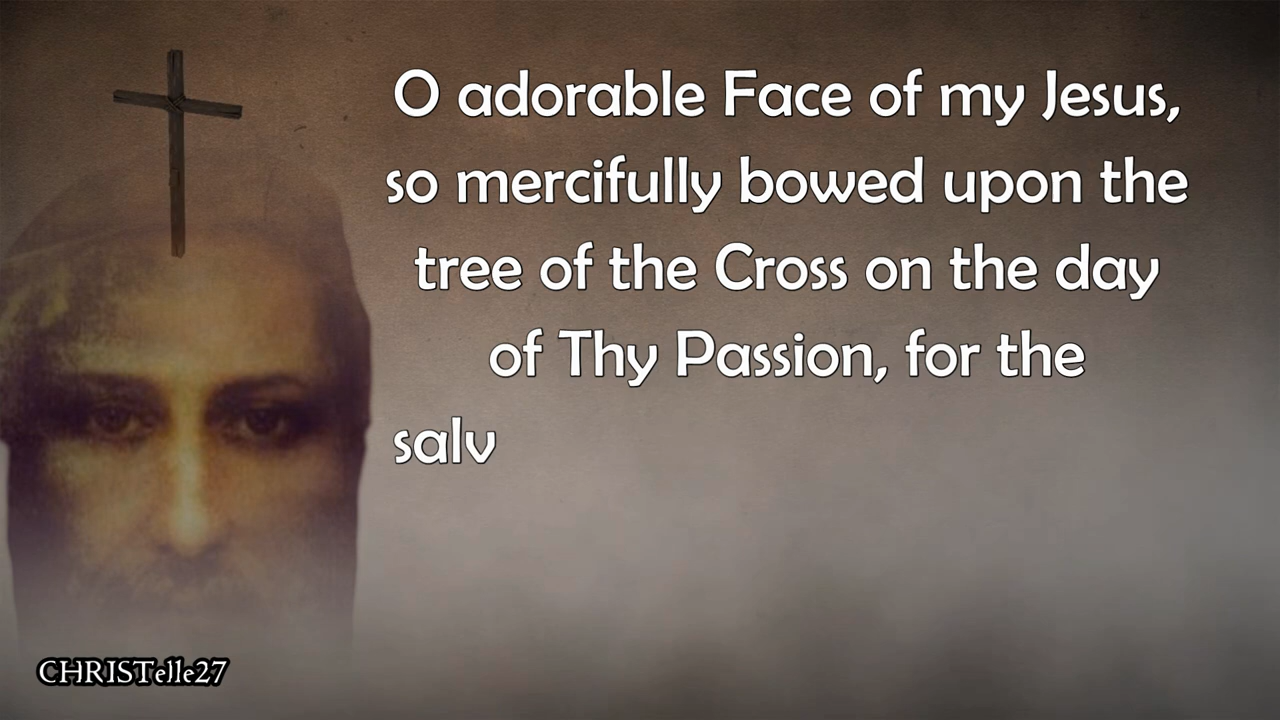 O adorable Face of my Jesus,
so mercifully bowed upon the
tree of the Cross on the day
of Thy Passion, for the
salv
CHRISTelle27